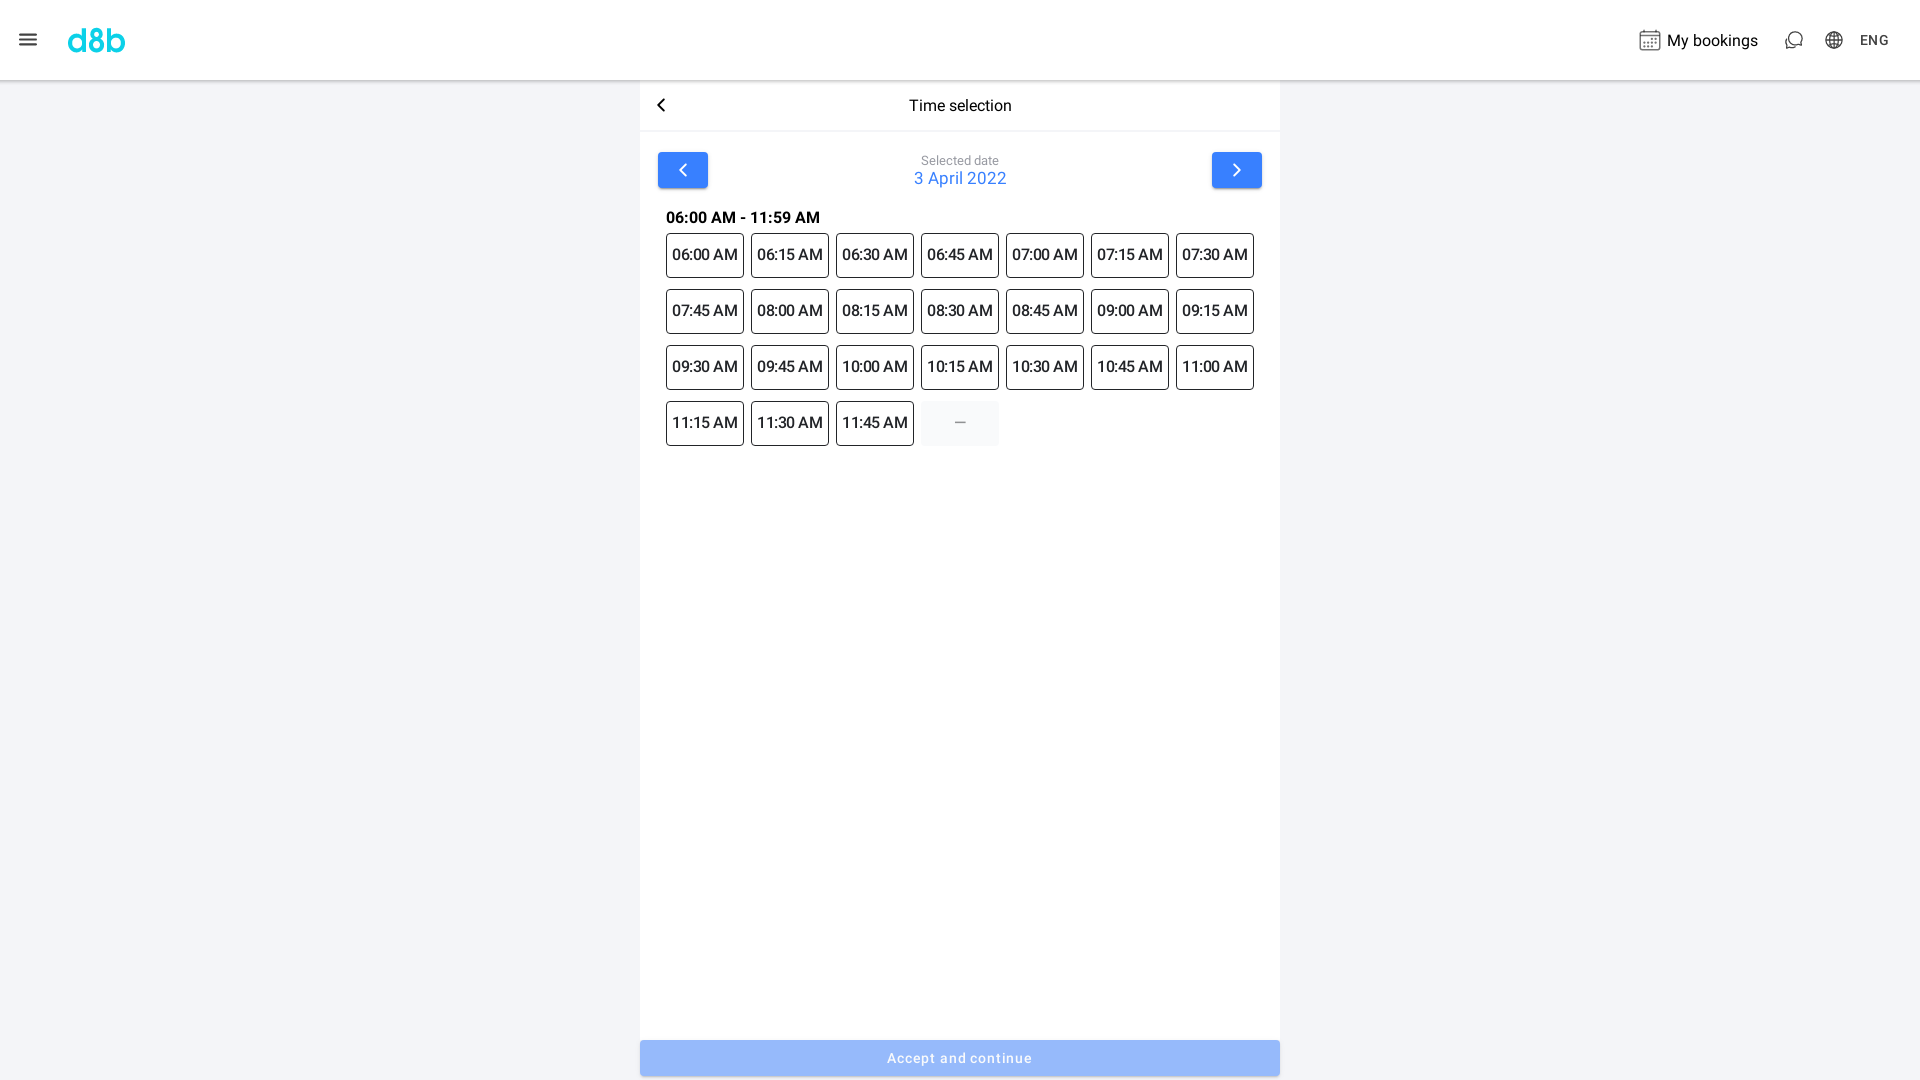 d8b
My bookings
ENG
Time selection
Selected date
3 April 2022
06:00 AM - 11:59 AM
06:00 AM 06:15 AM 06:30 AM 06:45 AM 07:00 AM 07:15 AM 07:30 AM
07:45 AM 08:00 AM 08:15 AM 08:30 AM 08:45 AM 09:00 AM 09:15 AM
09:30 AM 09:45 AM 10:00 AM 10:15 AM 10:30 AM 10:45 AM 11:00 AM
11:15 AM 11:30 AM 11:45 AM —
Accept and continue